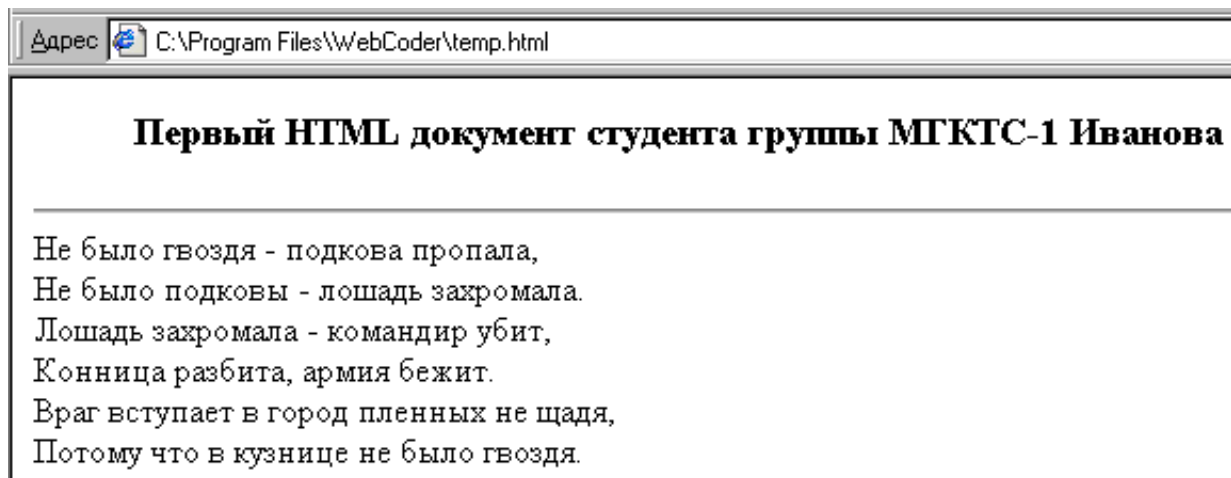 Адрес C:\Program Files\WebCoder\temp.html
Первый HTML документ студента группы МГКТС-1 Иванова
Не было гвоздя - подкова пропала,
Не было подковы - лошадь захромала.
Лошадь захромала - командир убит,
Конница разбита, армия бежит.
Враг вступает в город пленных не щадя,
Потому что в кузнице не было гвоздя.